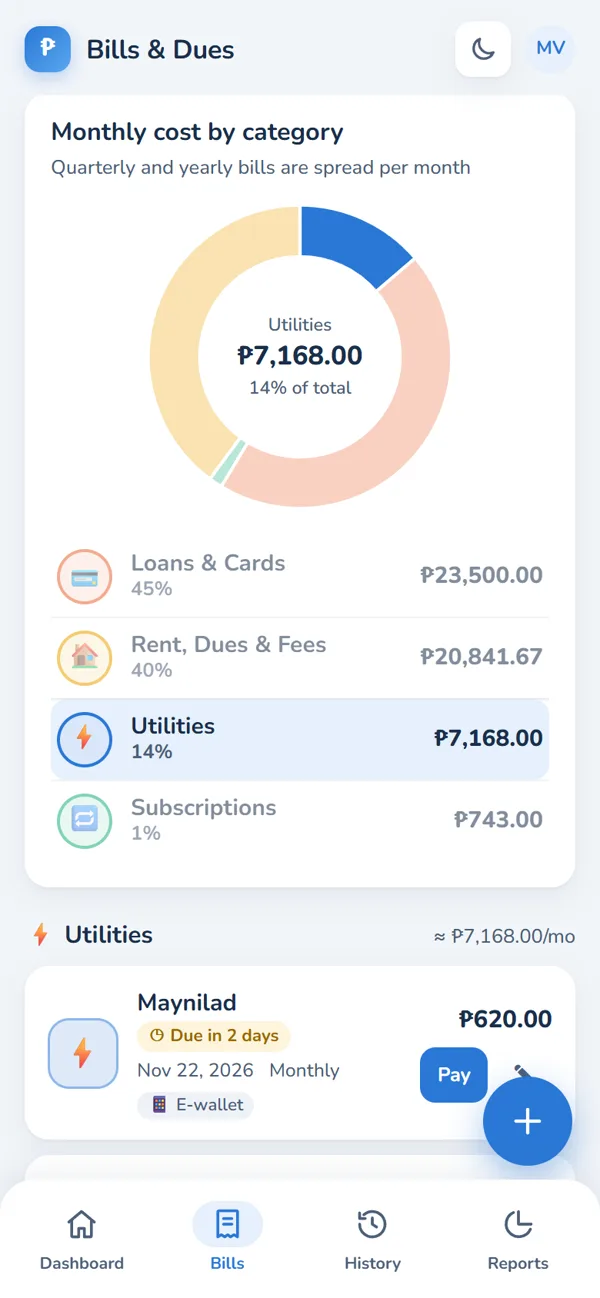 ₱ Bills & Dues MV
Monthly cost by category
Quarterly and yearly bills are spread per month
Utilities
₱7,168.00
14% of total
Loans & Cards ₱23,500.00
45%
Rent, Dues & Fees ₱20,841.67
40%
Utilities ₱7,168.00
14%
Subscriptions ₱743.00
1%
Utilities ≈ ₱7,168.00/mo
Maynilad ₱620.00
Due in 2 days
Nov 22, 2026 Monthly Pay
E-wallet
Dashboard Bills History Reports